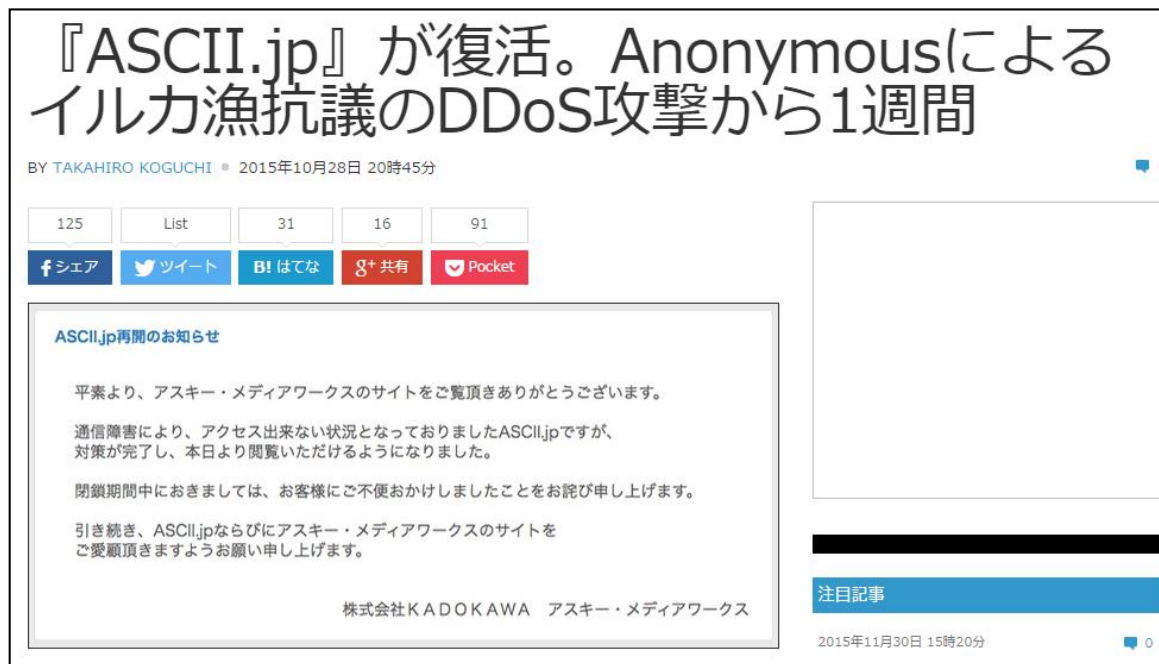 『ASCII.jp』が復活。Anonymousによる
イルカ漁抗議のDDoS攻撃から1週間
BY TAKAHIRO KOGUCHI 2015年10月28日 20時45分
125 List 31 16 91
シェア ツイート B! はてな g+ 共有 Pocket
ASCII.jp再開のお知らせ
平素より、アスキー・メディアワークスのサイトをご覧頂きありがとうございます。
通信障害により、アクセス出来ない状況となっておりましたASCII.jpですが、
対策が完了し、本日より閲覧いただけるようになりました。
閉鎖期間中におきましては、お客様にご不便おかけしましたことをお詫び申し上げます。
引き続き、ASCII.jpならびにアスキー・メディアワークスのサイトを
ご愛顧頂きますようお願い申し上げます。
株式会社KADOKAWA アスキー・メディアワークス
注目記事
2015年11月30日 15時20分 0